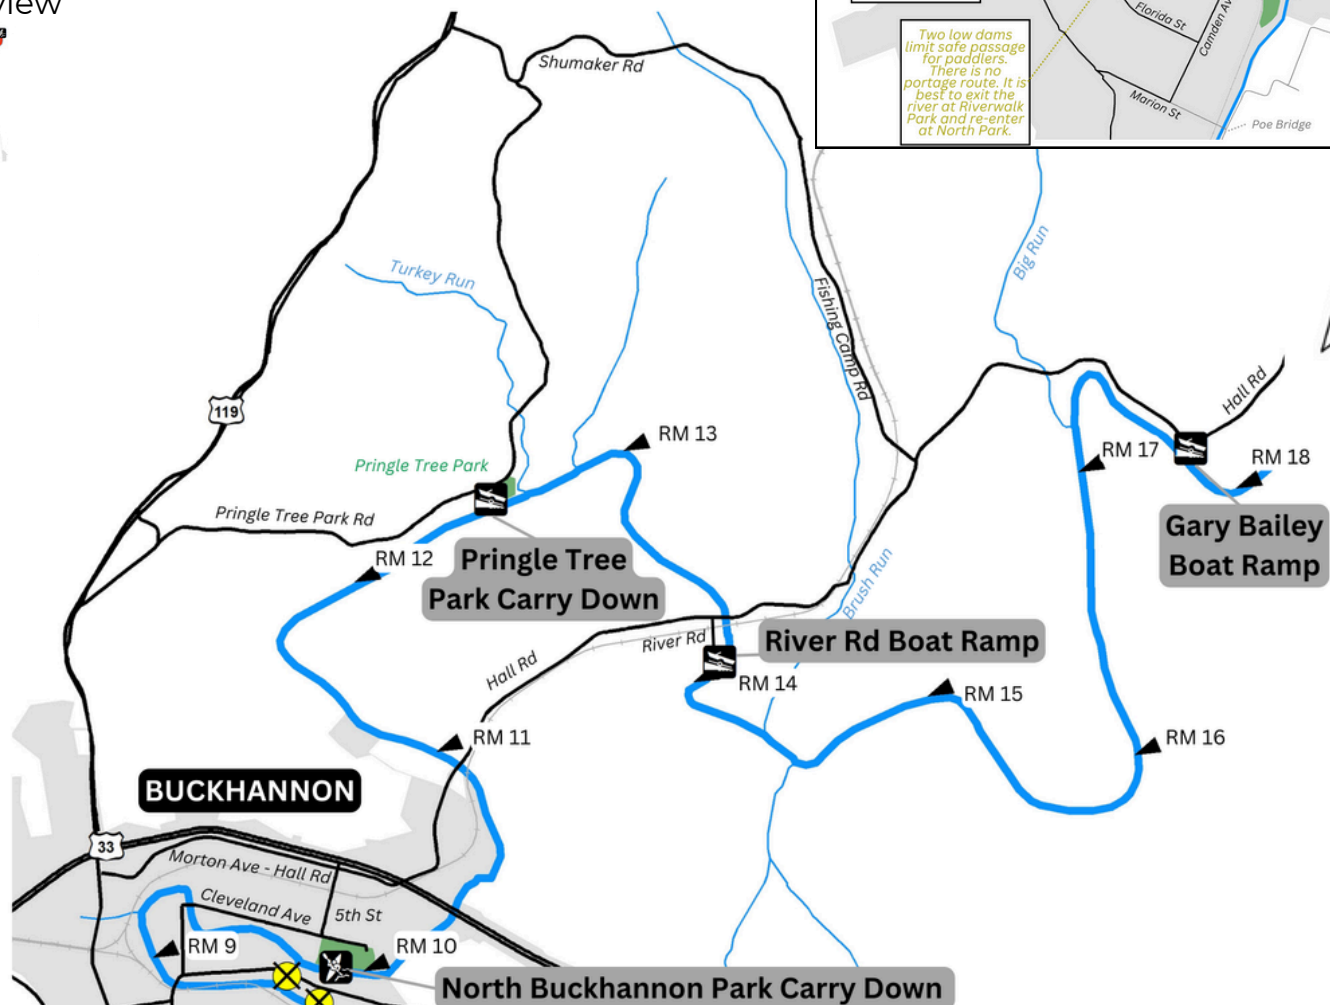 view
Shumaker Rd
Florida St
Camden Av
Two low dams
limit safe passage
for paddlers.
There is no
portage route. It is
best to exit the
river at Riverwalk
Park and re-enter
at North Park.
Marion St
Poe Bridge
Turkey Run
Big Run
Fishing Camp Rd
119
Hall Rd
RM 13
Pringle Tree Park
RM 17
RM 18
Pringle Tree Park Rd
Gary Bailey
Boat Ramp
RM 12
Pringle Tree
Park Carry Down
Brush Run
River Rd
River Rd Boat Ramp
Hall Rd
RM 14
RM 15
RM 11
RM 16
BUCKHANNON
33
Morton Ave - Hall Rd
Cleveland Ave
5th St
RM 9
RM 10
North Buckhannon Park Carry Down